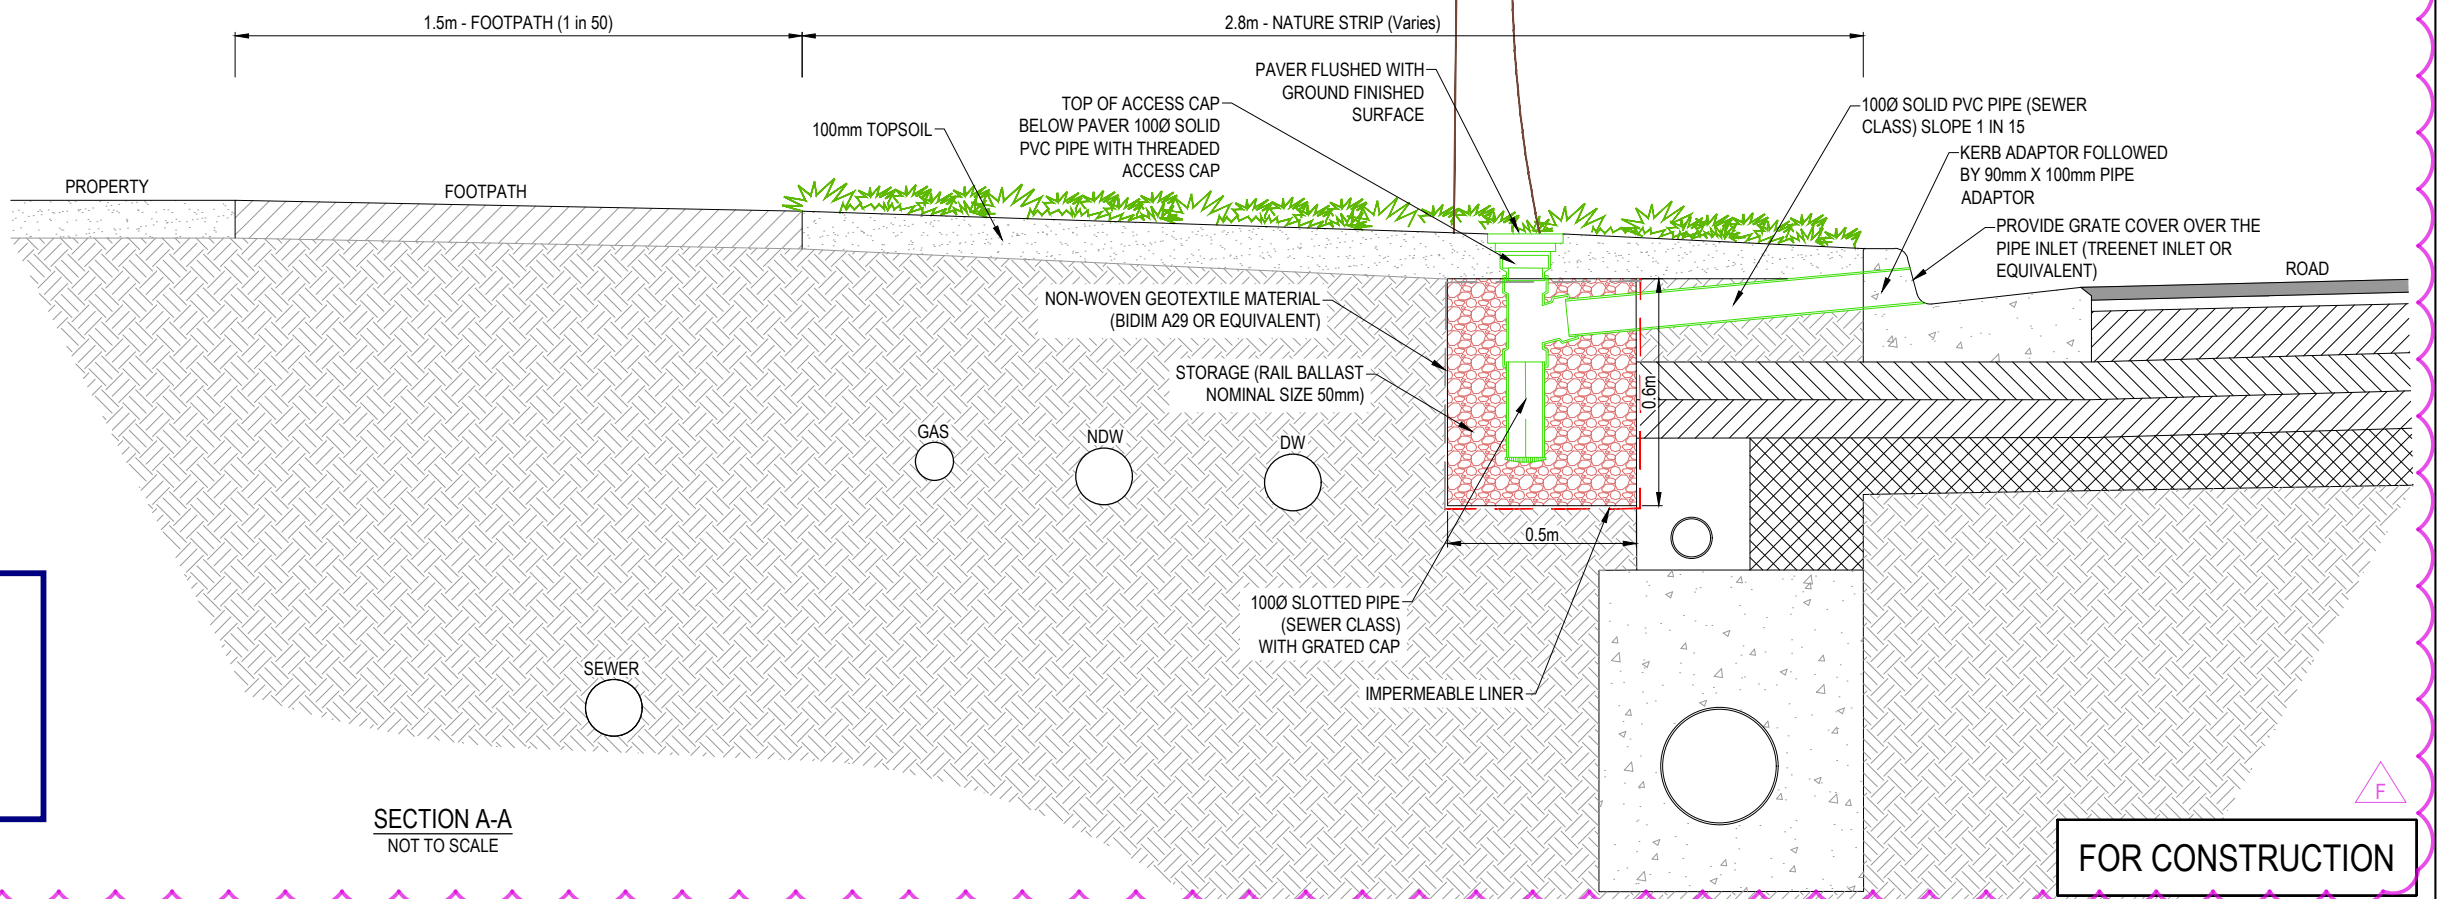 1.5m - FOOTPATH (1 in 50)
2.8m - NATURE STRIP (Varies)
PAVER FLUSHED WITH
GROUND FINISHED
SURFACE
TOP OF ACCESS CAP
BELOW PAVER 100Ø SOLID
PVC PIPE WITH THREADED
ACCESS CAP
100mm TOPSOIL
100Ø SOLID PVC PIPE (SEWER
CLASS) SLOPE 1 IN 15
KERB ADAPTOR FOLLOWED
BY 90mm X 100mm PIPE
ADAPTOR
PROVIDE GRATE COVER OVER THE
PIPE INLET (TREENET INLET OR
EQUIVALENT)
PROPERTY
FOOTPATH
ROAD
NON-WOVEN GEOTEXTILE MATERIAL
(BIDIM A29 OR EQUIVALENT)
STORAGE (RAIL BALLAST
NOMINAL SIZE 50mm)
0.6m
GAS
NDW
DW
0.5m
100Ø SLOTTED PIPE
(SEWER CLASS)
WITH GRATED CAP
SEWER
IMPERMEABLE LINER
SECTION A-A
NOT TO SCALE
F
FOR CONSTRUCTION